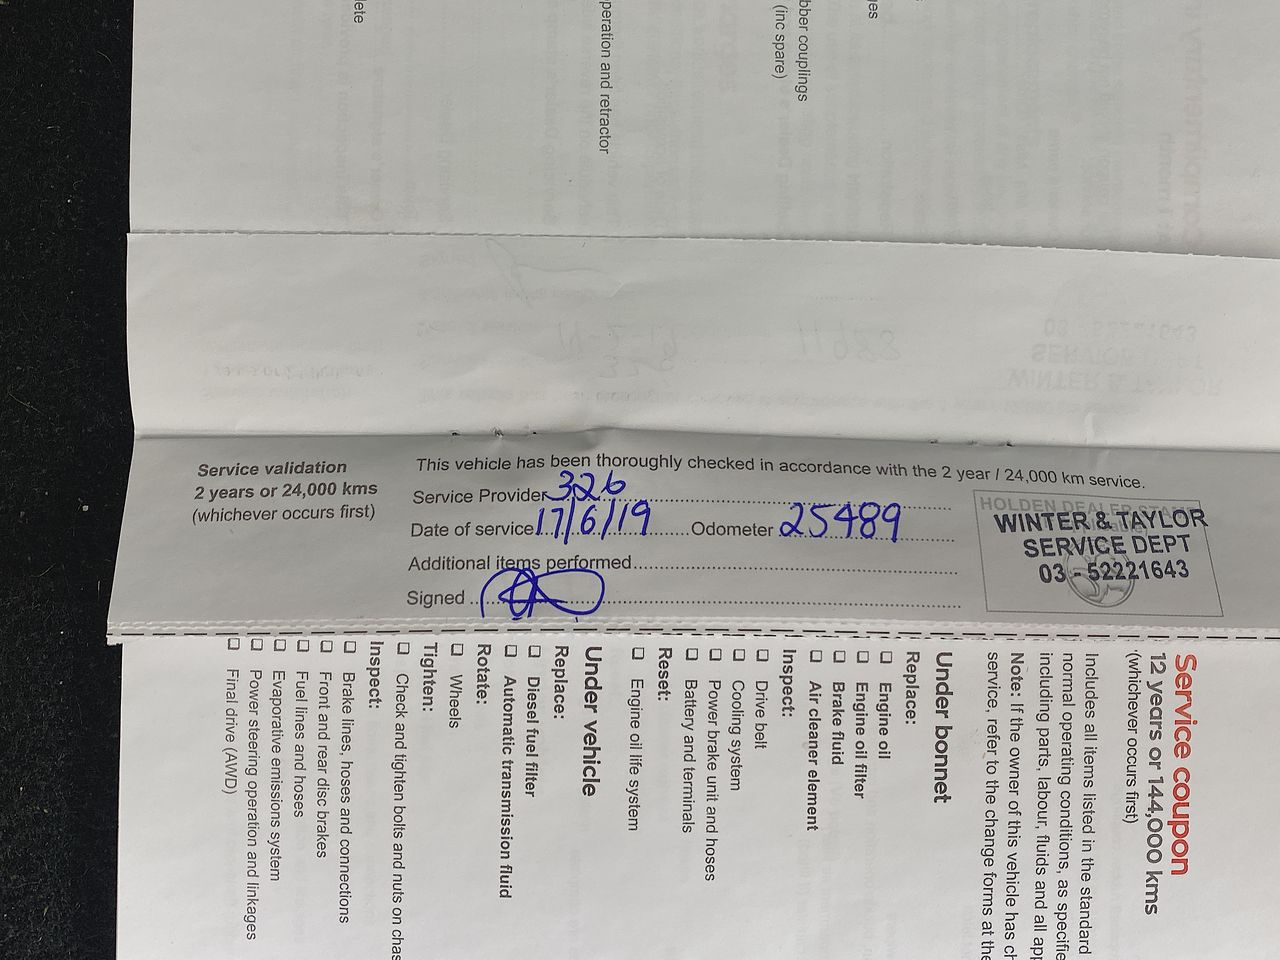 ete
peration and retractor
bber couplings
(inc spare)
ges
Service validation
2 years or 24,000 kms
(whichever occurs first)
This vehicle has been thoroughly checked in accordance with the 2 year / 24,000 km service.
Service Provider 326
Date of service 17/6/19 Odometer 25489
Additional items performed
Signed
HOLDEN DEALER STAMP
WINTER & TAYLOR
SERVICE DEPT
03 - 52221643
Service coupon
12 years or 144,000 kms
(whichever occurs first)
Includes all items listed in the standard
normal operating conditions, as specifie
including parts, labour, fluids and all app
Note: If the owner of this vehicle has ch
service, refer to the change forms at the
Under bonnet
Replace:
Engine oil
Engine oil filter
Brake fluid
Air cleaner element
Inspect:
Drive belt
Cooling system
Power brake unit and hoses
Battery and terminals
Reset:
Engine oil life system
Under vehicle
Replace:
Diesel fuel filter
Automatic transmission fluid
Rotate:
Wheels
Tighten:
Check and tighten bolts and nuts on chas
Inspect:
Brake lines, hoses and connections
Front and rear disc brakes
Fuel lines and hoses
Evaporative emissions system
Power steering operation and linkages
Final drive (AWD)